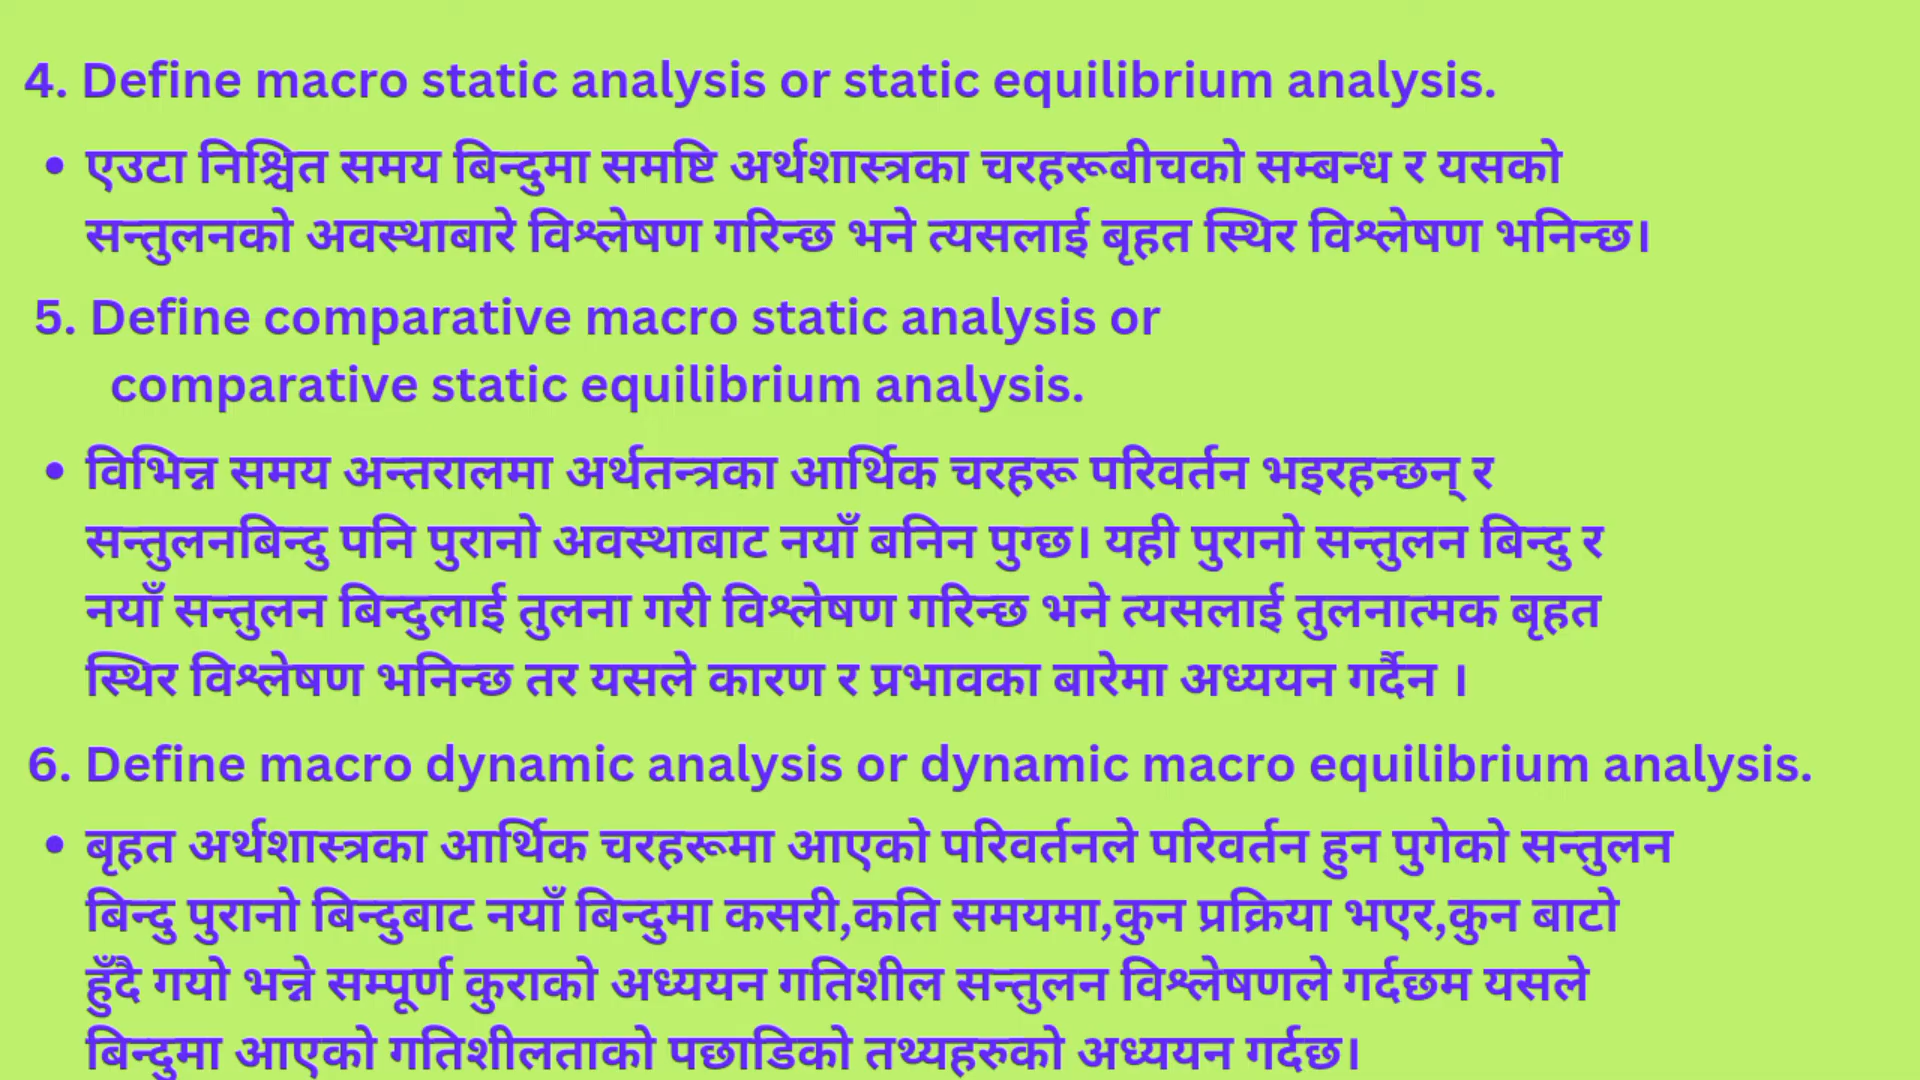 4. Define macro static analysis or static equilibrium analysis.
• एउटा निश्चित समय बिन्दुमा समष्टि अर्थशास्त्रका चरहरूबीचको सम्बन्ध र यसको
सन्तुलनको अवस्थाबारे विश्लेषण गरिन्छ भने त्यसलाई बृहत स्थिर विश्लेषण भनिन्छ।
5. Define comparative macro static analysis or
comparative static equilibrium analysis.
• विभिन्न समय अन्तरालमा अर्थतन्त्रका आर्थिक चरहरू परिवर्तन भइरहन्छन् र
सन्तुलनबिन्दु पनि पुरानो अवस्थाबाट नयाँ बनिन पुग्छ। यही पुरानो सन्तुलन बिन्दु र
नयाँ सन्तुलन बिन्दुलाई तुलना गरी विश्लेषण गरिन्छ भने त्यसलाई तुलनात्मक बृहत
स्थिर विश्लेषण भनिन्छ तर यसले कारण र प्रभावका बारेमा अध्ययन गर्दैन ।
6. Define macro dynamic analysis or dynamic macro equilibrium analysis.
• बृहत अर्थशास्त्रका आर्थिक चरहरूमा आएको परिवर्तनले परिवर्तन हुन पुगेको सन्तुलन
बिन्दु पुरानो बिन्दुबाट नयाँ बिन्दुमा कसरी,कति समयमा,कुन प्रक्रिया भएर,कुन बाटो
हुँदै गयो भन्ने सम्पूर्ण कुराको अध्ययन गतिशील सन्तुलन विश्लेषणले गर्दछम यसले
बिन्दुमा आएको गतिशीलताको पछाडिको तथ्यहरुको अध्ययन गर्दछ।